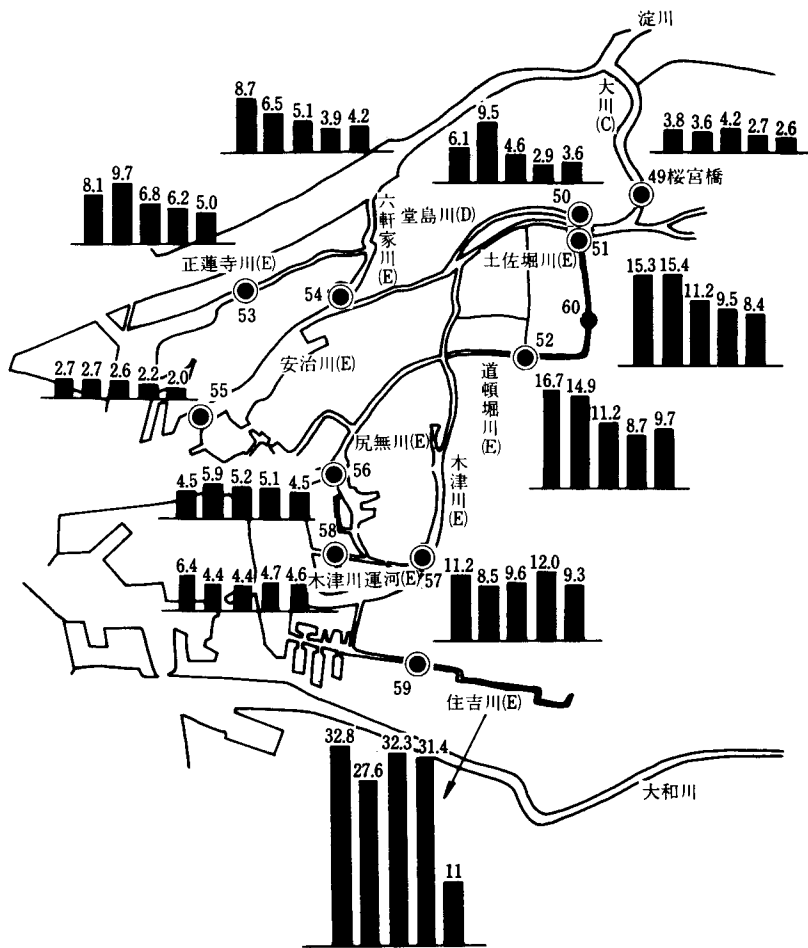 淀川
大川(C)
8.7 6.5 5.1 3.9 4.2
6.1 9.5 4.6 2.9 3.6
3.8 3.6 4.2 2.7 2.6
49桜宮橋
8.1 9.7 6.8 6.2 5.0
六軒家川(E)
堂島川(D)
50
51
正蓮寺川(E)
土佐堀川(E)
53
54
60
15.3 15.4 11.2 9.5 8.4
52
安治川(E)
2.7 2.7 2.6 2.2 2.0
55
道頓堀川(E)
16.7 14.9 11.2 8.7 9.7
尻無川(E)
木津川(E)
56
4.5 5.9 5.2 5.1 4.5
58
57
木津川運河(E)
6.4 4.4 4.4 4.7 4.6
11.2 8.5 9.6 12.0 9.3
59
住吉川(E)
32.8 27.6 32.3 31.4 11
大和川